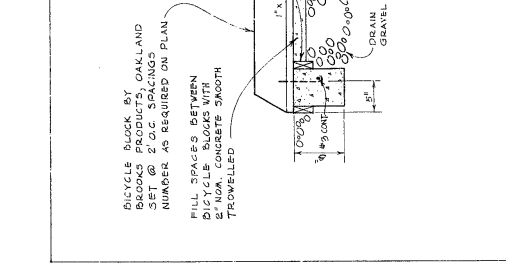 BICYCLE BLOCK BY
BROOKS PRODUCTS, OAKLAND
SET @ 2' O.C. SPACINGS
NUMBER AS REQUIRED ON PLAN
FILL SPACES BETWEEN
BICYCLE BLOCKS WITH
2" NOM. CONCRETE SMOOTH
TROWELLED
1" X
DRAIN
GRAVEL
#3 CONT
5"